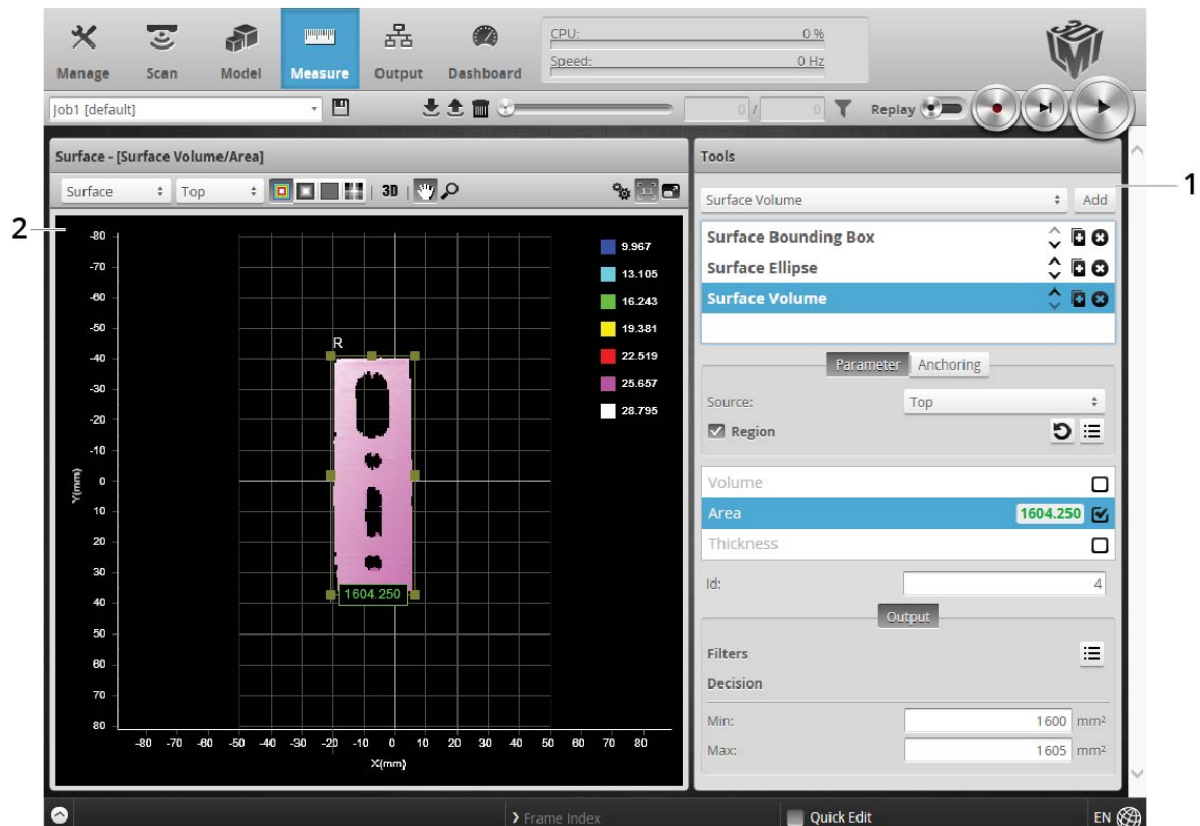 CPU: 0 %
Speed: 0 Hz
Manage Scan Model Measure Output Dashboard
LMI
3D
Job1 [default]
0 / 0
Replay
Surface - [Surface Volume/Area]
Surface Top 3D
2
-80
-70
-60
-50
-40
-30
-20
-10
0
10
20
30
40
50
60
70
80
Y(mm)
-80 -70 -60 -50 -40 -30 -20 -10 0 10 20 30 40 50 60 70 80
X(mm)
R
1604.250
9.967
13.105
16.243
19.381
22.519
25.657
28.795
Tools
1
Surface Volume Add
Surface Bounding Box
Surface Ellipse
Surface Volume
Parameter Anchoring
Source: Top
Region
Volume
Area 1604.250
Thickness
Id: 4
Output
Filters
Decision
Min: 1600 mm²
Max: 1605 mm²
Frame Index
Quick Edit
EN